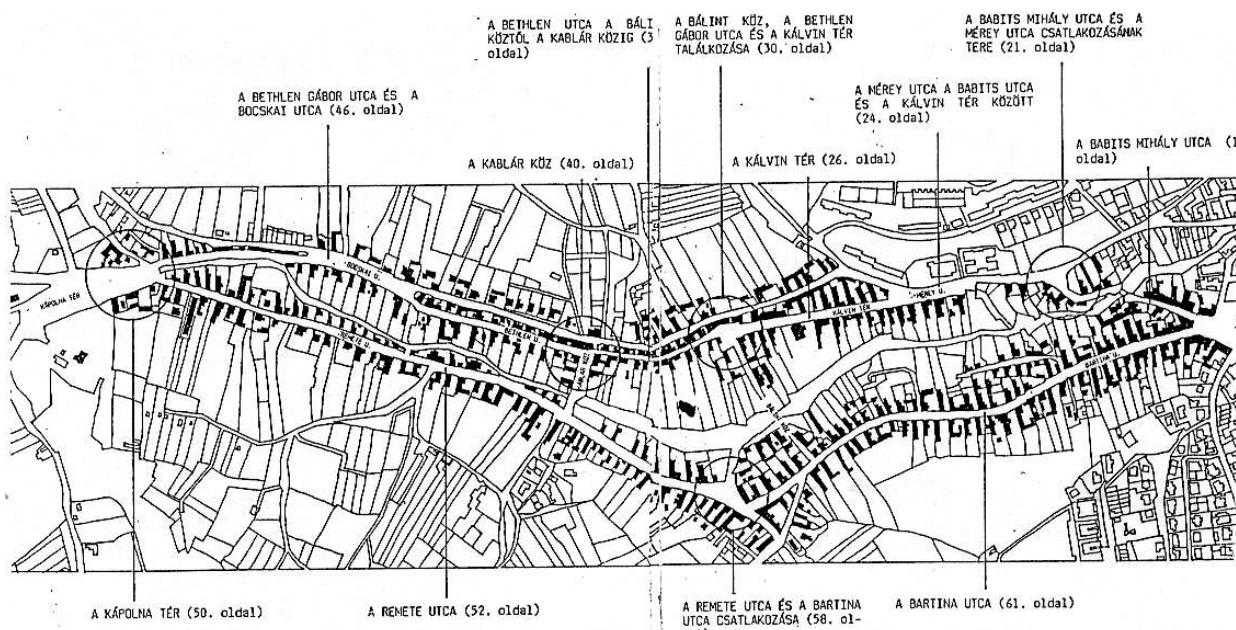 A BETHLEN UTCA A BÁLI
KÖZTŐL A KABLÁR KÖZIG (3
oldal)
A BÁLINT KÖZ, A BETHLEN
GÁBOR UTCA ÉS A KÁLVIN TÉR
TALÁLKOZÁSA (30. oldal)
A BABITS MIHÁLY UTCA ÉS A
MÉREY UTCA CSATLAKOZÁSÁNAK
TERE (21. oldal)
A BETHLEN GÁBOR UTCA ÉS A
BOCSKAI UTCA (46. oldal)
A MÉREY UTCA A BABITS UTCA
ÉS A KÁLVIN TÉR KÖZÖTT
(24. oldal)
A KABLÁR KÖZ (40. oldal)
A KÁLVIN TÉR (26. oldal)
A BABITS MIHÁLY UTCA (1
oldal)
KÁPOLNA TÉR
BOCSKAI U.
REMETE U.
BETHLEN U.
KABLÁR KÖZ
KÁLVIN TÉR
MÉREY U.
BARTINA U.
A KÁPOLNA TÉR (50. oldal)
A REMETE UTCA (52. oldal)
A REMETE UTCA ÉS A BARTINA
UTCA CSATLAKOZÁSA (58. ol-
A BARTINA UTCA (61. oldal)